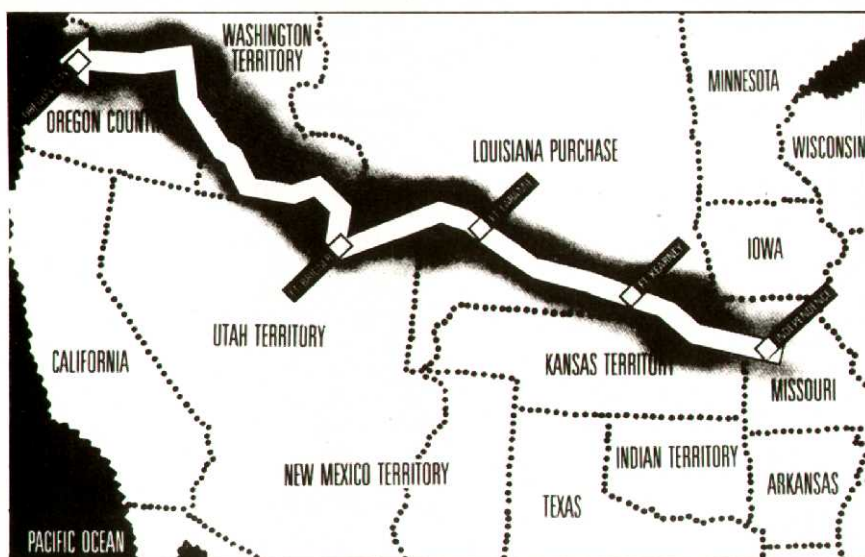 WASHINGTON
TERRITORY
MINNESOTA
OREGON COUNTRY
LOUISIANA PURCHASE
WISCONSIN
FT. LARAMIE
IOWA
FT. BRIDGER
FT. KEARNEY
INDEPENDENCE
UTAH TERRITORY
CALIFORNIA
KANSAS TERRITORY
MISSOURI
NEW MEXICO TERRITORY
INDIAN TERRITORY
TEXAS
ARKANSAS
PACIFIC OCEAN